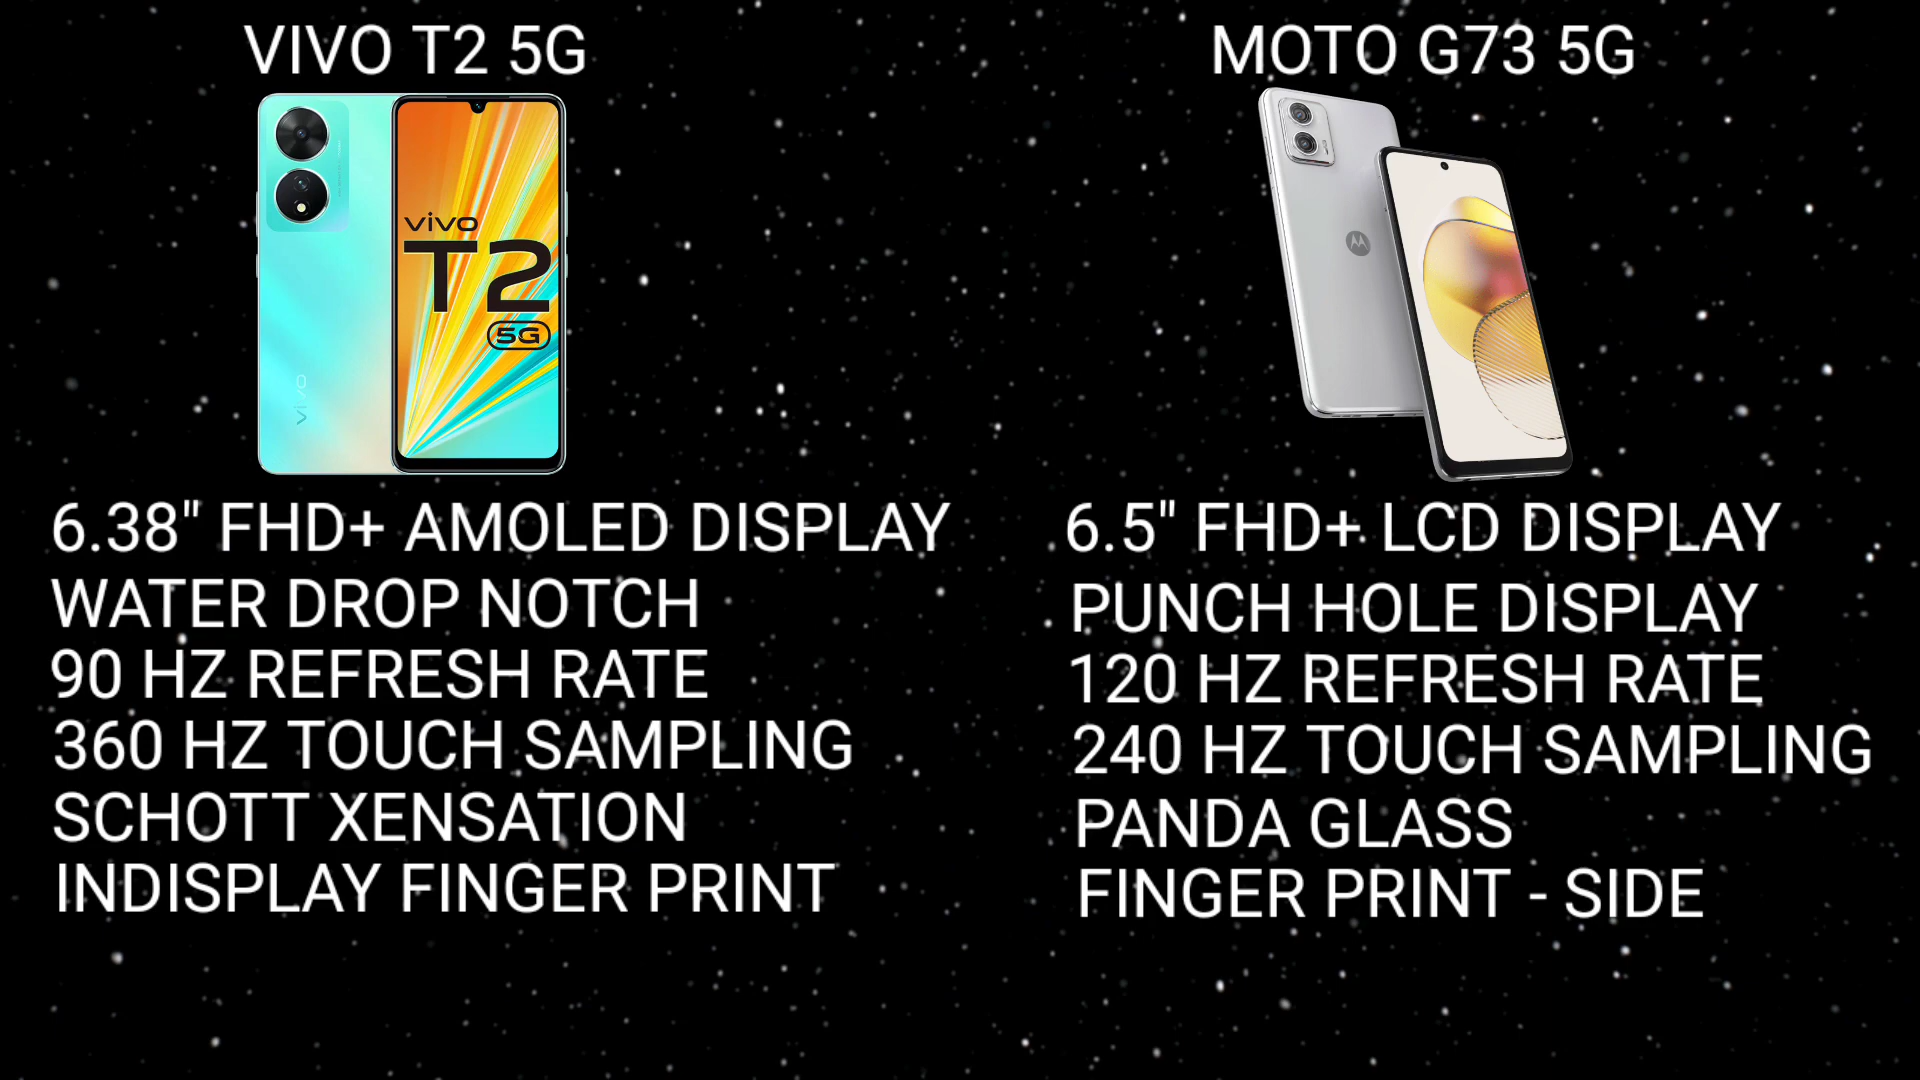 VIVO T2 5G
MOTO G73 5G
vivo
T2
5G
vivo
6.38" FHD+ AMOLED DISPLAY
WATER DROP NOTCH
90 HZ REFRESH RATE
360 HZ TOUCH SAMPLING
SCHOTT XENSATION
INDISPLAY FINGER PRINT
6.5" FHD+ LCD DISPLAY
PUNCH HOLE DISPLAY
120 HZ REFRESH RATE
240 HZ TOUCH SAMPLING
PANDA GLASS
FINGER PRINT - SIDE